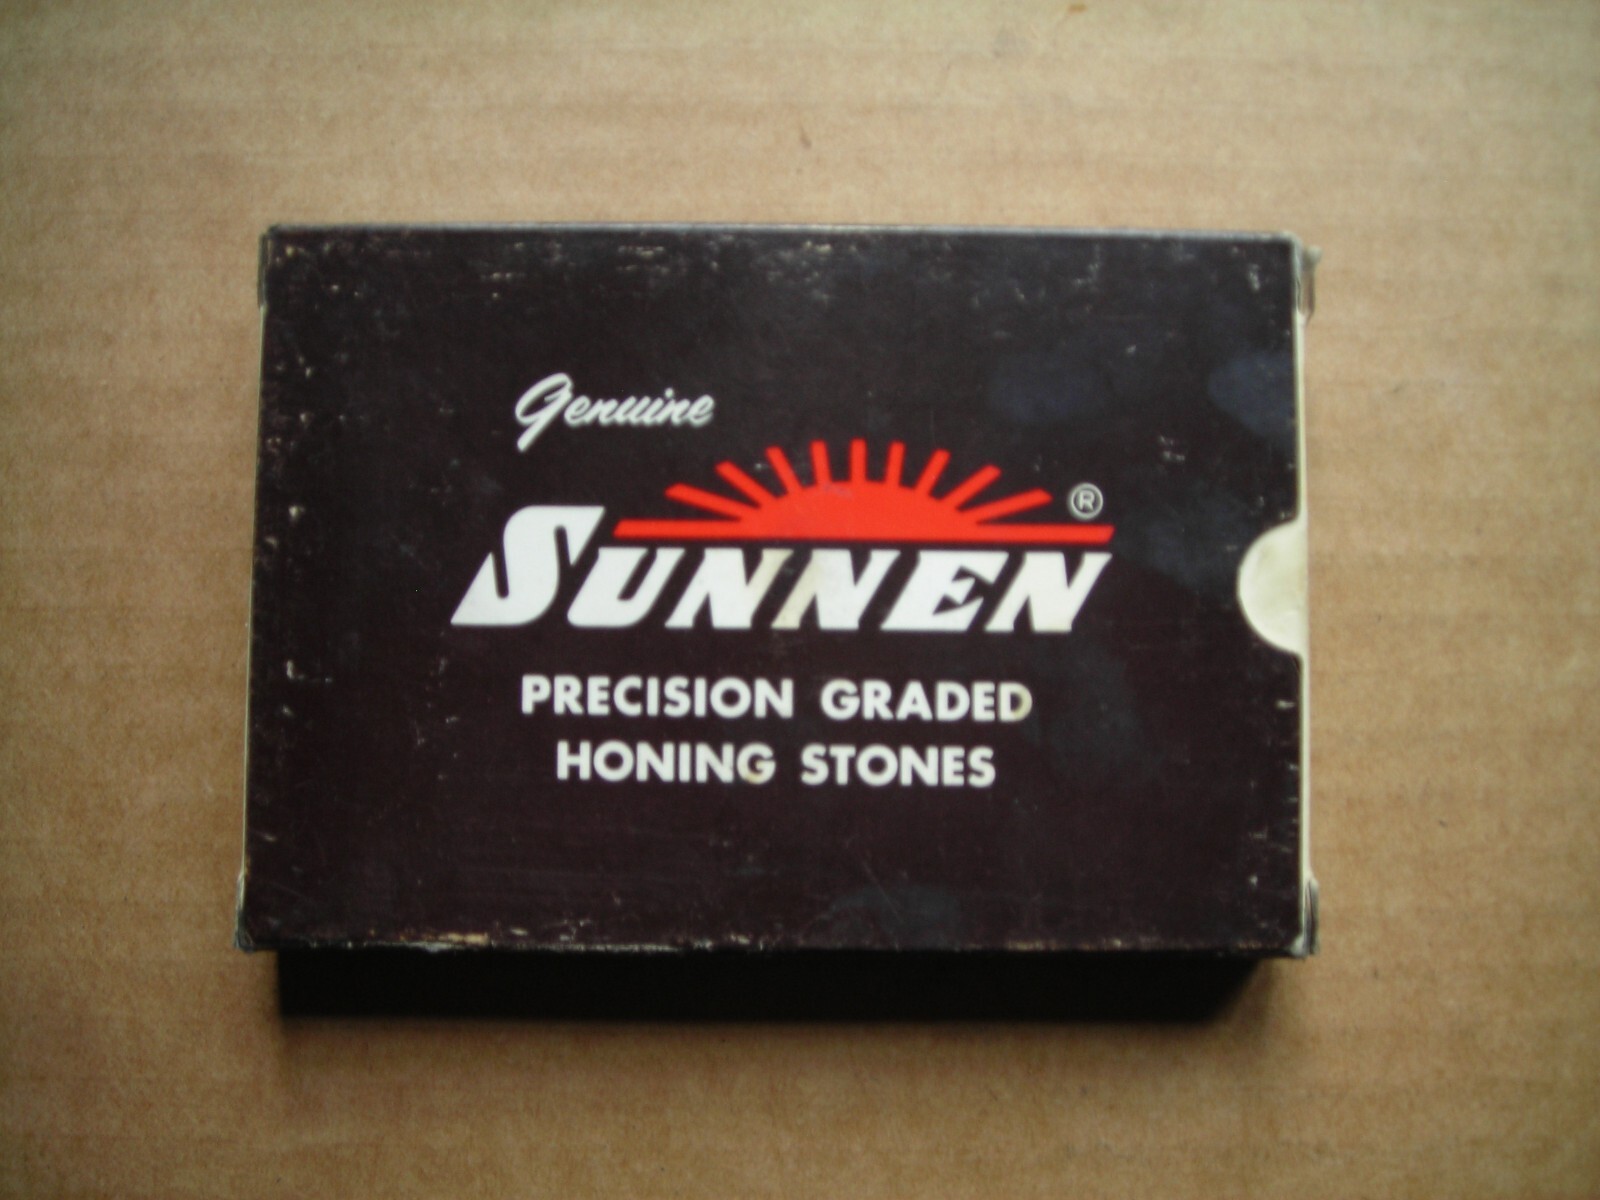 Genuine
SUNNEN®
PRECISION GRADED
HONING STONES